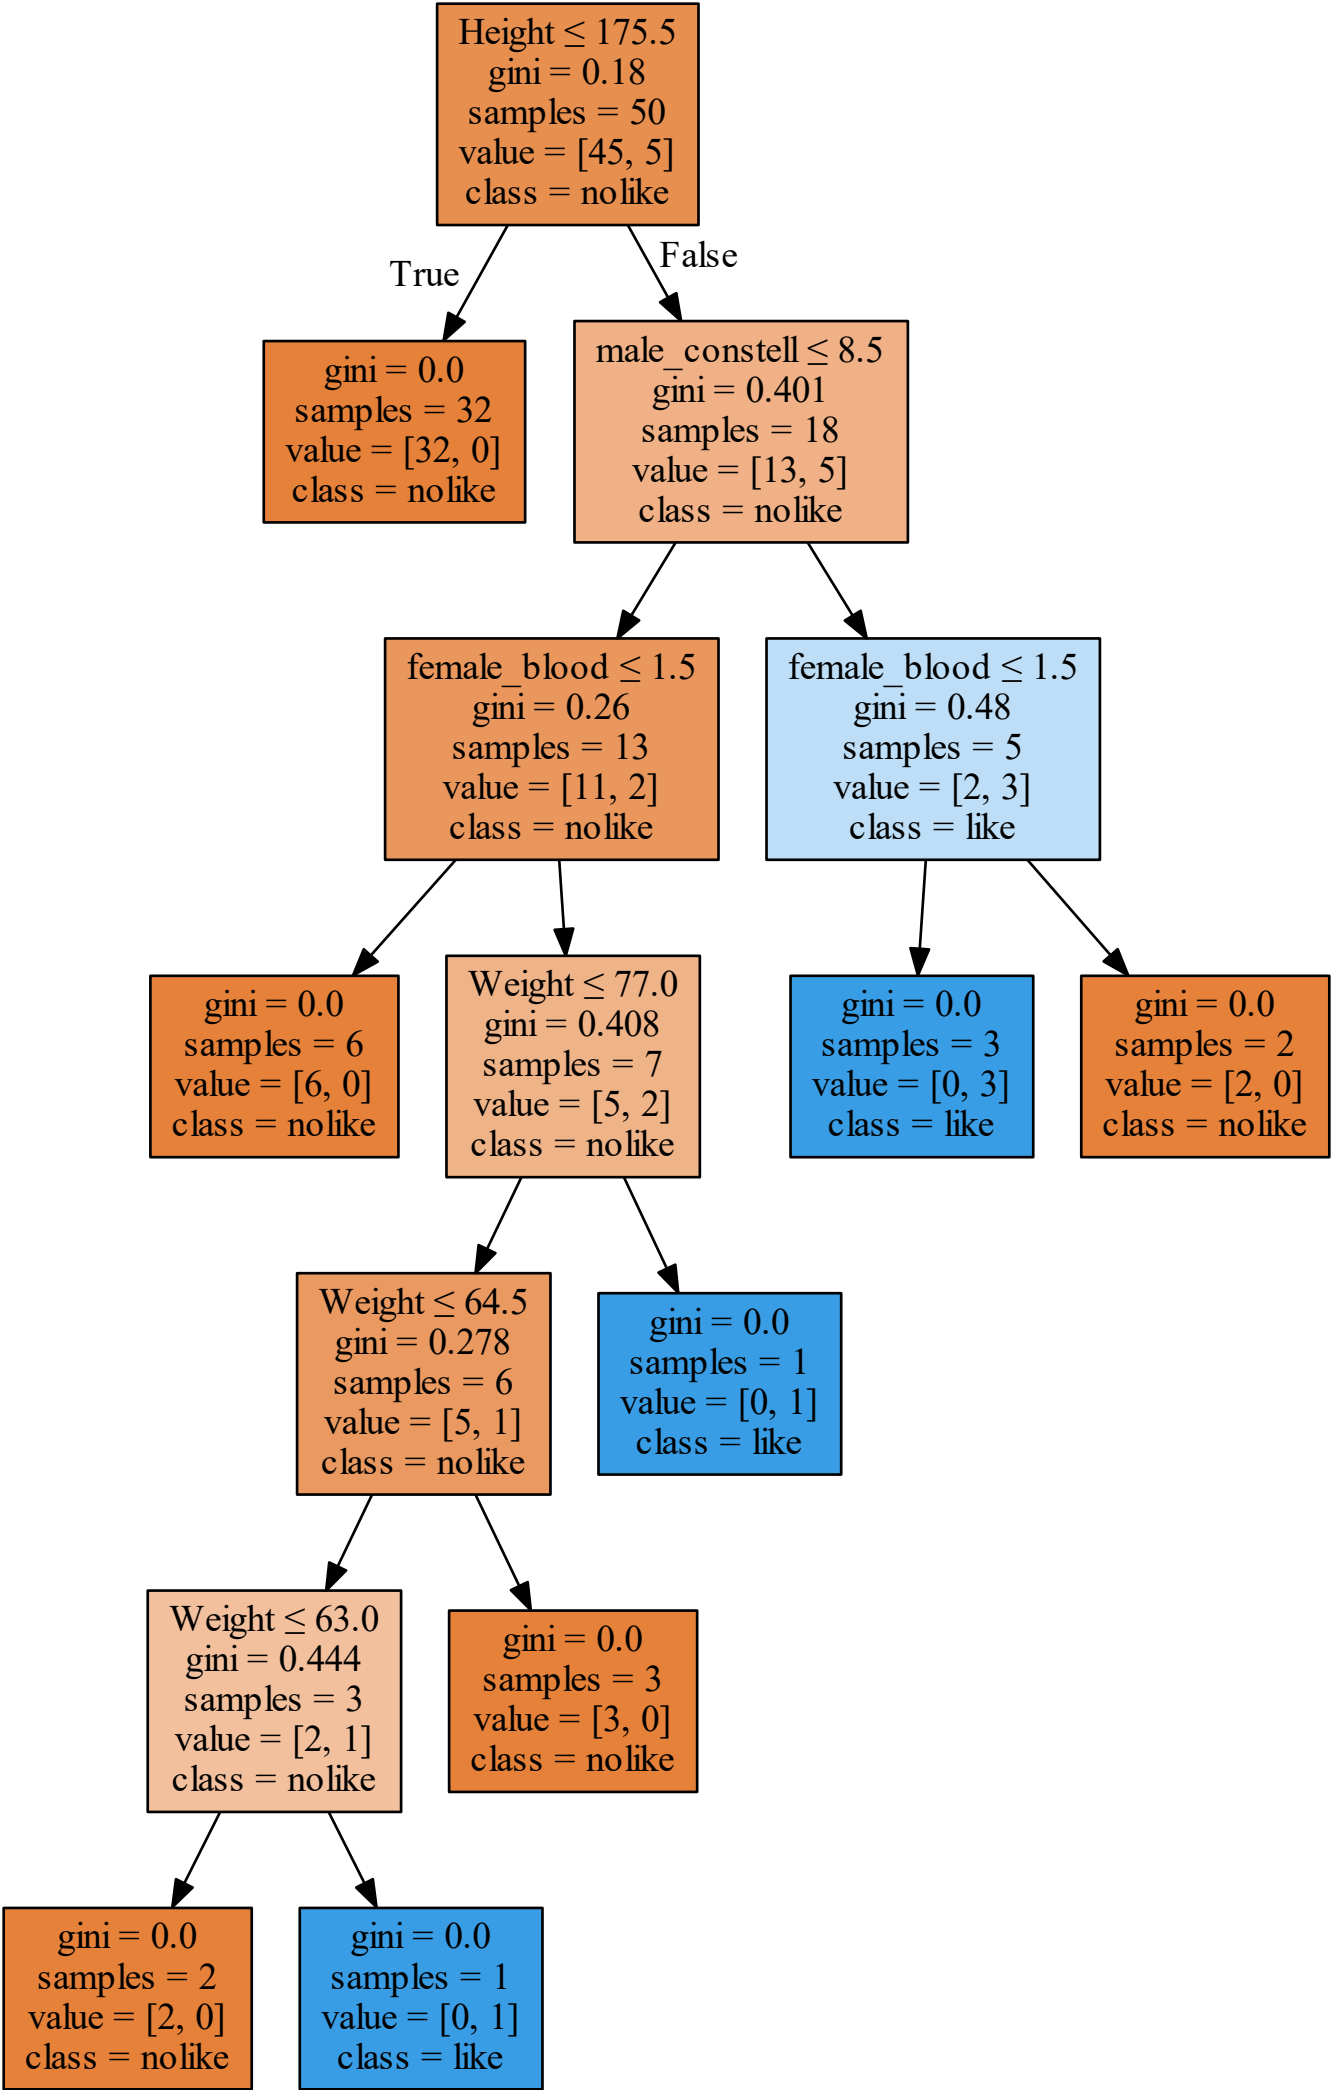 Height ≤ 175.5
gini = 0.18
samples = 50
value = [45, 5]
class = nolike
True
False
gini = 0.0
samples = 32
value = [32, 0]
class = nolike
male_constell ≤ 8.5
gini = 0.401
samples = 18
value = [13, 5]
class = nolike
female_blood ≤ 1.5
gini = 0.26
samples = 13
value = [11, 2]
class = nolike
female_blood ≤ 1.5
gini = 0.48
samples = 5
value = [2, 3]
class = like
gini = 0.0
samples = 6
value = [6, 0]
class = nolike
Weight ≤ 77.0
gini = 0.408
samples = 7
value = [5, 2]
class = nolike
gini = 0.0
samples = 3
value = [0, 3]
class = like
gini = 0.0
samples = 2
value = [2, 0]
class = nolike
Weight ≤ 64.5
gini = 0.278
samples = 6
value = [5, 1]
class = nolike
gini = 0.0
samples = 1
value = [0, 1]
class = like
Weight ≤ 63.0
gini = 0.444
samples = 3
value = [2, 1]
class = nolike
gini = 0.0
samples = 3
value = [3, 0]
class = nolike
gini = 0.0
samples = 2
value = [2, 0]
class = nolike
gini = 0.0
samples = 1
value = [0, 1]
class = like